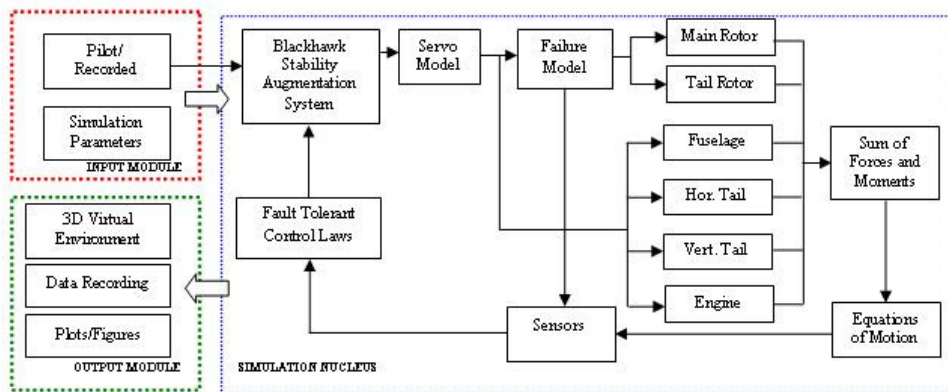 Pilot/
Recorded
Simulation
Parameters
INPUT MODULE
3D Virtual
Environment
Data Recording
Plots/Figures
OUTPUT MODULE
Blackhawk
Stability
Augmentation
System
Servo
Model
Failure
Model
Main Rotor
Tail Rotor
Fuselage
Hor. Tail
Vert. Tail
Engine
Sum of
Forces and
Moments
Fault Tolerant
Control Laws
Sensors
Equations
of Motion
SIMULATION NUCLEUS